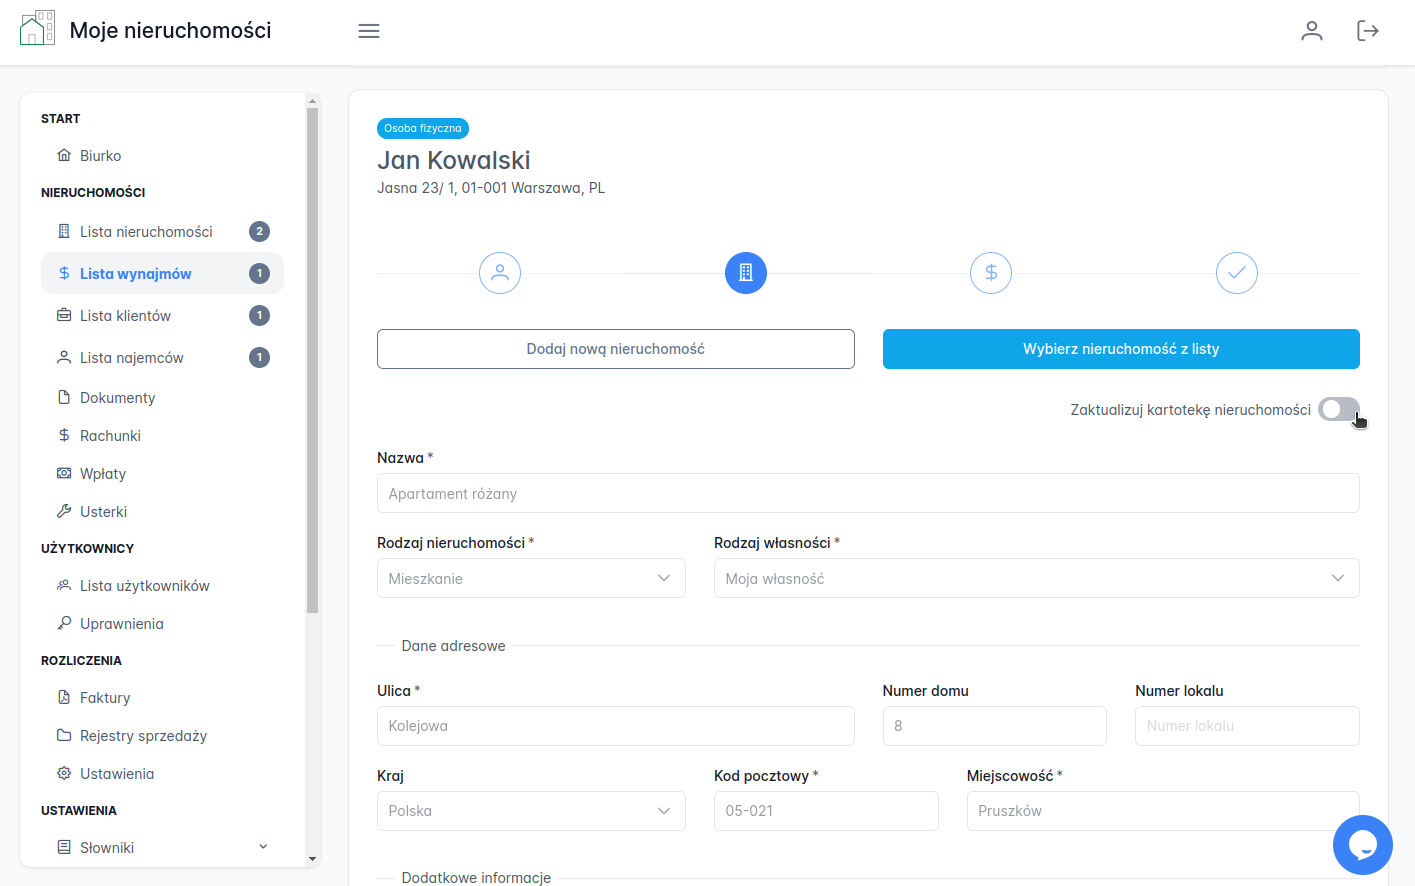 Moje nieruchomości
START
Biurko
NIERUCHOMOŚCI
Lista nieruchomości 2
Lista wynajmów 1
Lista klientów 1
Lista najemców 1
Dokumenty
Rachunki
Wpłaty
Usterki
UŻYTKOWNICY
Lista użytkowników
Uprawnienia
ROZLICZENIA
Faktury
Rejestry sprzedaży
Ustawienia
USTAWIENIA
Słowniki
Osoba fizyczna
Jan Kowalski
Jasna 23/ 1, 01-001 Warszawa, PL
Dodaj nową nieruchomość
Wybierz nieruchomość z listy
Zaktualizuj kartotekę nieruchomości
Nazwa *
Apartament różany
Rodzaj nieruchomości * Rodzaj własności *
Mieszkanie Moja własność
Dane adresowe
Ulica * Numer domu Numer lokalu
Kolejowa 8 Numer lokalu
Kraj Kod pocztowy * Miejscowość *
Polska 05-021 Pruszków
Dodatkowe informacje